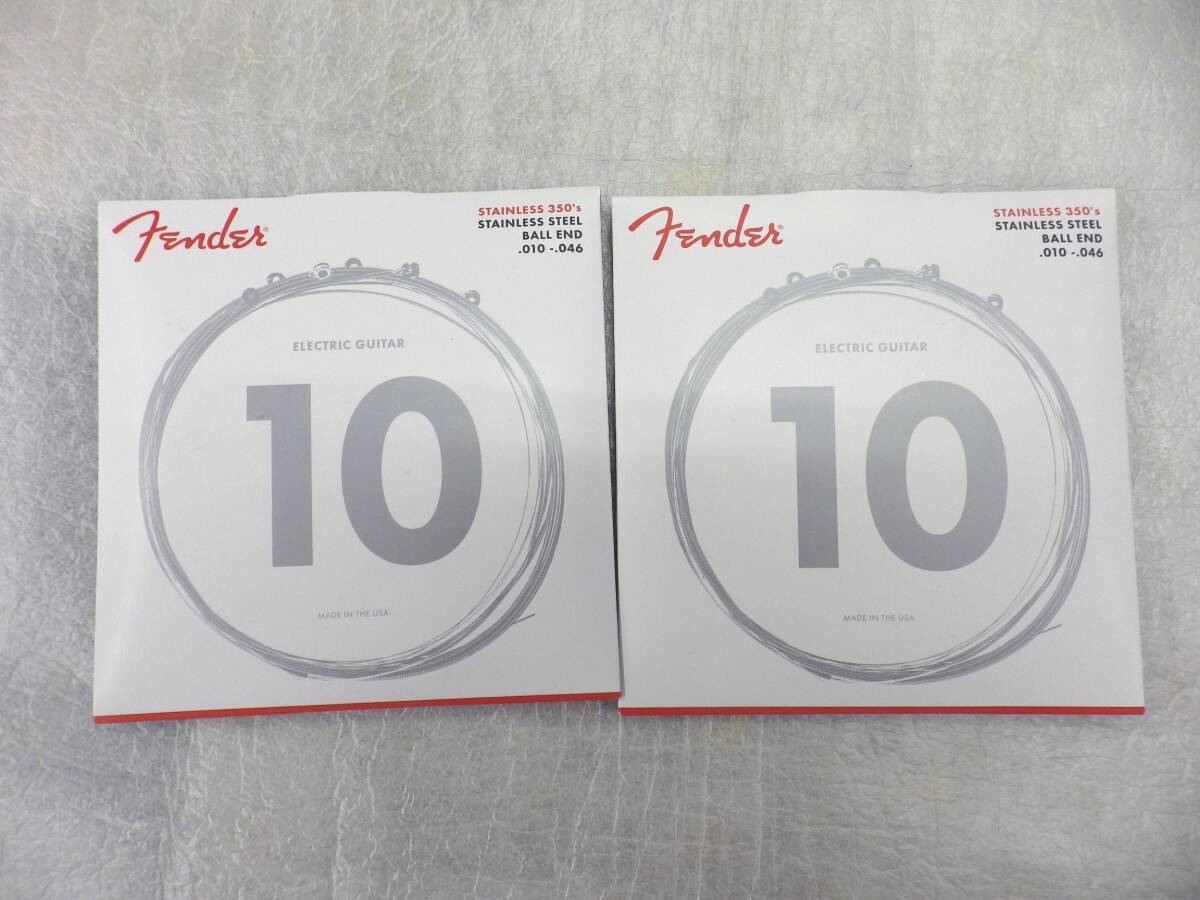 Fender
STAINLESS 350's
STAINLESS STEEL
BALL END
.010 -.046
ELECTRIC GUITAR
10
MADE IN THE USA
Fender
STAINLESS 350's
STAINLESS STEEL
BALL END
.010 -.046
ELECTRIC GUITAR
10
MADE IN THE USA